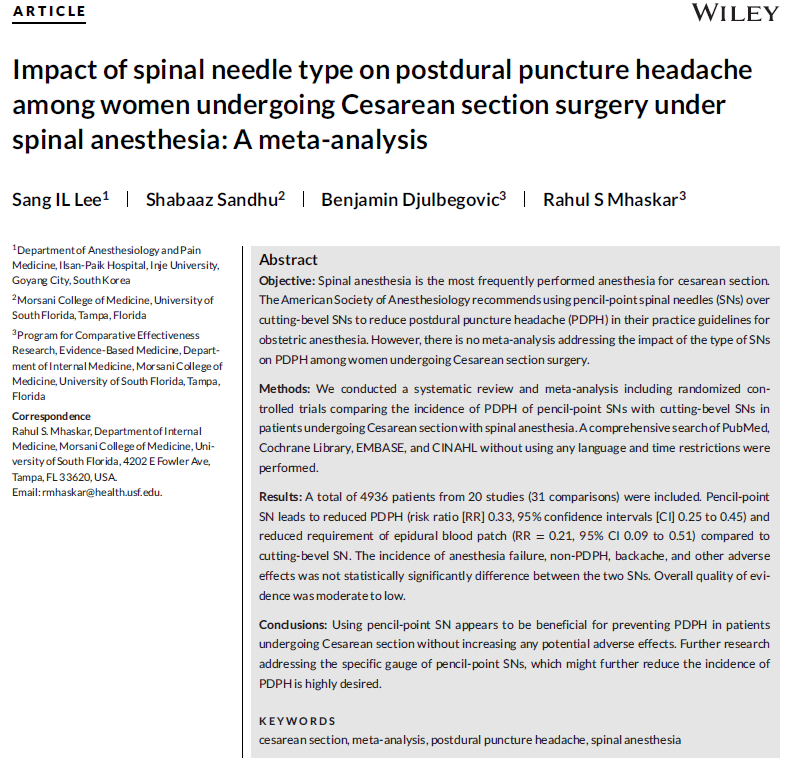 ARTICLE
WILEY
Impact of spinal needle type on postdural puncture headache
among women undergoing Cesarean section surgery under
spinal anesthesia: A meta-analysis
Sang IL Lee1 | Shabaaz Sandhu2 | Benjamin Djulbegovic3 | Rahul S Mhaskar3
1Department of Anesthesiology and Pain
Medicine, Ilsan-Paik Hospital, Inje University,
Goyang City, South Korea
2Morsani College of Medicine, University of
South Florida, Tampa, Florida
3Program for Comparative Effectiveness
Research, Evidence-Based Medicine, Depart-
ment of Internal Medicine, Morsani College of
Medicine, University of South Florida, Tampa,
Florida
Correspondence
Rahul S. Mhaskar, Department of Internal
Medicine, Morsani College of Medicine, Uni-
versity of South Florida, 4202 E Fowler Ave,
Tampa, FL 33620, USA.
Email: rmhaskar@health.usf.edu.
Abstract
Objective: Spinal anesthesia is the most frequently performed anesthesia for cesarean section.
The American Society of Anesthesiology recommends using pencil-point spinal needles (SNs) over
cutting-bevel SNs to reduce postdural puncture headache (PDPH) in their practice guidelines for
obstetric anesthesia. However, there is no meta-analysis addressing the impact of the type of SNs
on PDPH among women undergoing Cesarean section surgery.
Methods: We conducted a systematic review and meta-analysis including randomized con-
trolled trials comparing the incidence of PDPH of pencil-point SNs with cutting-bevel SNs in
patients undergoing Cesarean section with spinal anesthesia. A comprehensive search of PubMed,
Cochrane Library, EMBASE, and CINAHL without using any language and time restrictions were
performed.
Results: A total of 4936 patients from 20 studies (31 comparisons) were included. Pencil-point
SN leads to reduced PDPH (risk ratio [RR] 0.33, 95% confidence intervals [CI] 0.25 to 0.45) and
reduced requirement of epidural blood patch (RR = 0.21, 95% CI 0.09 to 0.51) compared to
cutting-bevel SN. The incidence of anesthesia failure, non-PDPH, backache, and other adverse
effects was not statistically significantly difference between the two SNs. Overall quality of evi-
dence was moderate to low.
Conclusions: Using pencil-point SN appears to be beneficial for preventing PDPH in patients
undergoing Cesarean section without increasing any potential adverse effects. Further research
addressing the specific gauge of pencil-point SNs, which might further reduce the incidence of
PDPH is highly desired.
KEYWORDS
cesarean section, meta-analysis, postdural puncture headache, spinal anesthesia